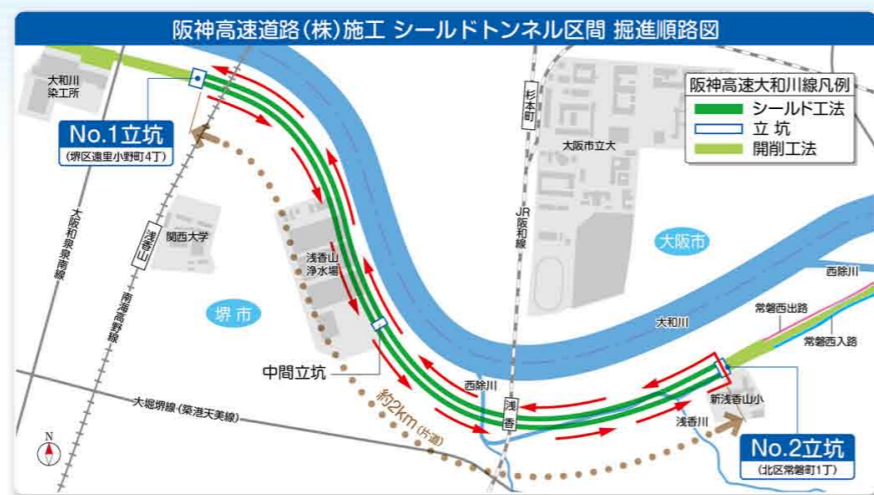 阪神高速道路(株)施工 シールドトンネル区間 掘進順路図
大和川
染工所
No.1立坑
(堺区遠里小野町4丁)
大阪和泉泉南線
浅香山
南海高野線
関西大学
浅香山
浄水場
堺市
中間立坑
大堀堺線(築港天美線)
約2km(片道)
N
杉本町
JR阪和線
大阪市立大
阪神高速大和川線凡例
シールド工法
立坑
開削工法
大阪市
西除川
常磐西出路
大和川
常磐西入路
西除川
浅香
浅香川
新浅香山小
No.2立坑
(北区常磐町1丁)